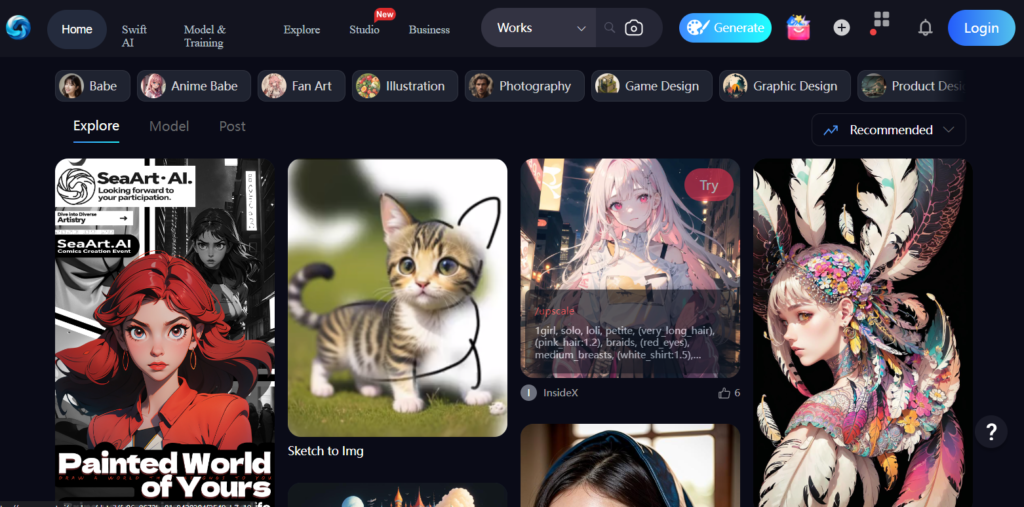 Home
Swift AI
Model & Training
Explore
New
Studio
Business
Works
Generate
Login
Babe
Anime Babe
Fan Art
Illustration
Photography
Game Design
Graphic Design
Product
Explore
Model
Post
Recommended
SeaArt·AI.
Looking forward to
your participation.
Dive Into Diverse
Artistry
SeaArt.AI
Comics Creation Event
Painted World
of Yours
Sketch to Img
Try
/upscale
1girl, solo, loli, petite, (very_long_hair),
(pink_hair:1.2), braids, (red_eyes),
medium_breasts, (white_shirt:1.5),...
I
InsideX
6
?